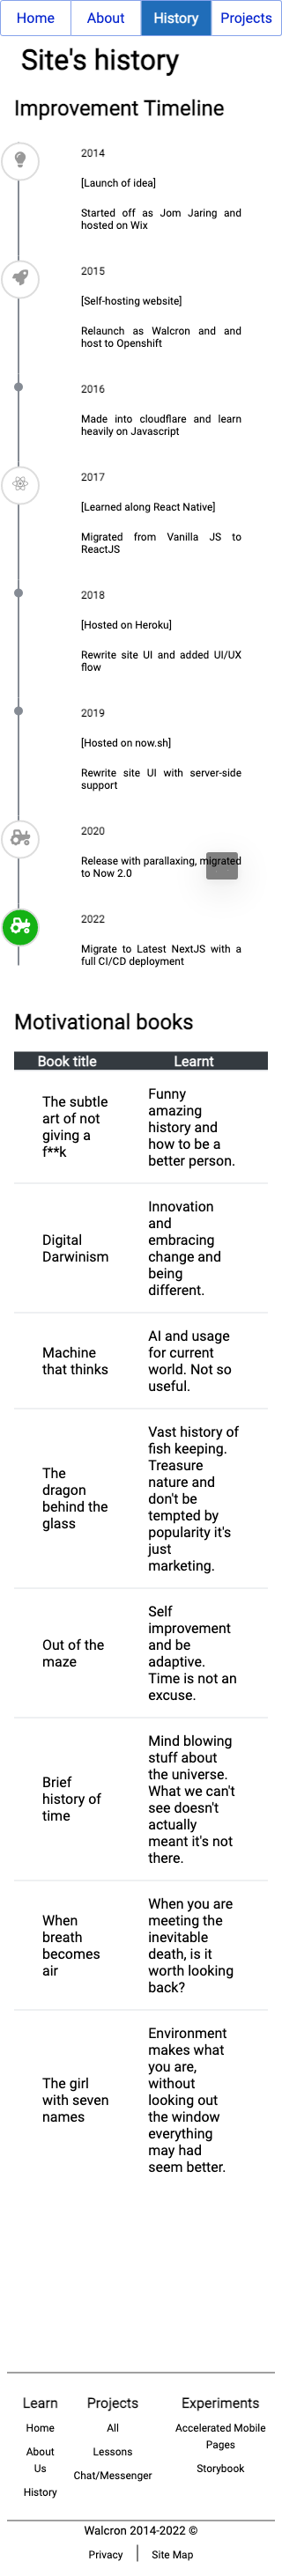 Home About History Projects
Site's history
Improvement Timeline
2014
[Launch of idea]
Started off as Jom Jaring and
hosted on Wix
2015
[Self-hosting website]
Relaunch as Walcron and and
host to Openshift
2016
Made into cloudflare and learn
heavily on Javascript
2017
[Learned along React Native]
Migrated from Vanilla JS to
ReactJS
2018
[Hosted on Heroku]
Rewrite site UI and added UI/UX
flow
2019
[Hosted on now.sh]
Rewrite site UI with server-side
support
2020
Release with parallaxing, migrated
to Now 2.0
2022
Migrate to Latest NextJS with a
full CI/CD deployment
Motivational books
Book title Learnt
The subtle
art of not
giving a
f**k
Funny
amazing
history and
how to be a
better person.
Digital
Darwinism
Innovation
and
embracing
change and
being
different.
Machine
that thinks
AI and usage
for current
world. Not so
useful.
The
dragon
behind the
glass
Vast history of
fish keeping.
Treasure
nature and
don't be
tempted by
popularity it's
just
marketing.
Out of the
maze
Self
improvement
and be
adaptive.
Time is not an
excuse.
Brief
history of
time
Mind blowing
stuff about
the universe.
What we can't
see doesn't
actually
meant it's not
there.
When
breath
becomes
air
When you are
meeting the
inevitable
death, is it
worth looking
back?
The girl
with seven
names
Environment
makes what
you are,
without
looking out
the window
everything
may had
seem better.
Learn
Home
About
Us
History
Projects
All
Lessons
Chat/Messenger
Experiments
Accelerated Mobile
Pages
Storybook
Walcron 2014-2022 ©
Privacy | Site Map